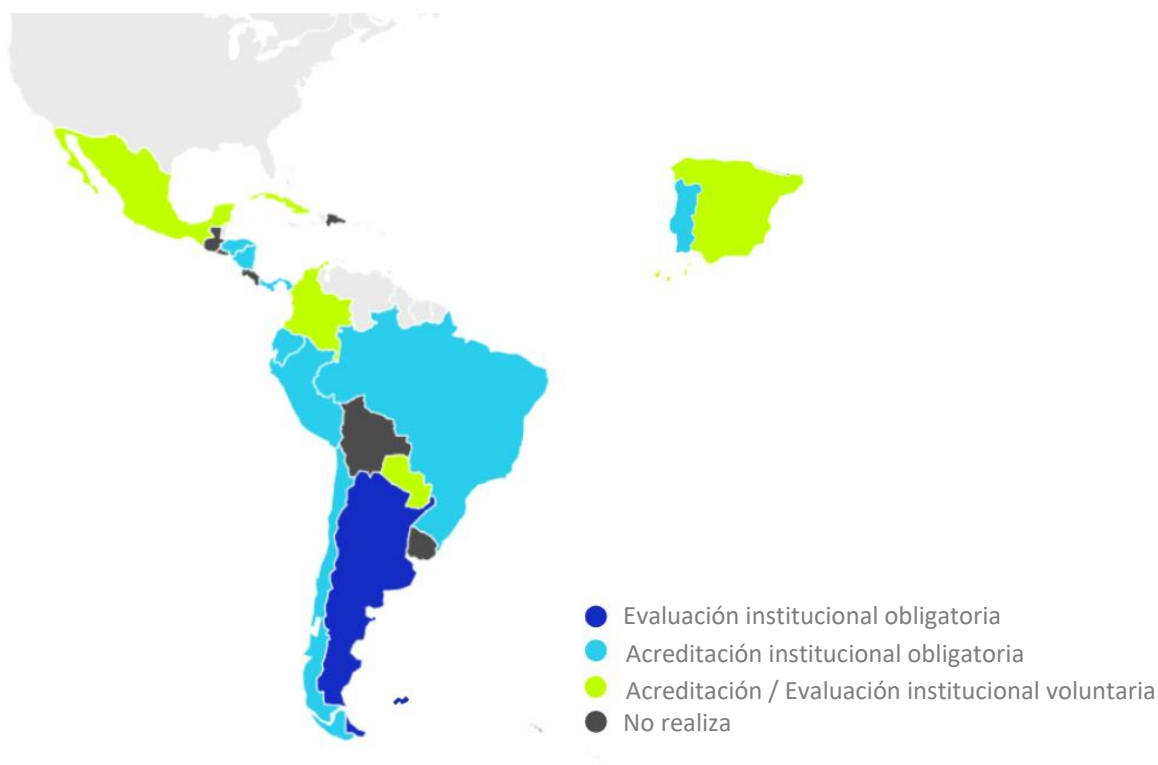 Evaluación institucional obligatoria
Acreditación institucional obligatoria
Acreditación / Evaluación institucional voluntaria
No realiza